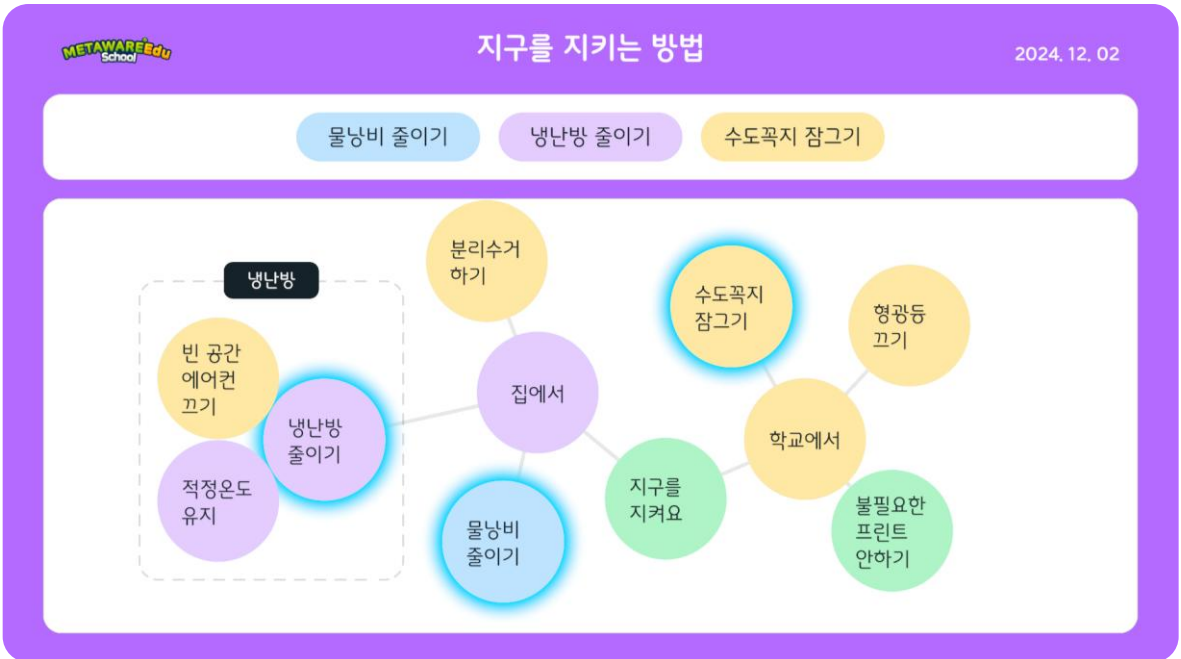 METAWAREEdu
School
지구를 지키는 방법
2024. 12. 02
물낭비 줄이기
냉난방 줄이기
수도꼭지 잠그기
냉난방
빈 공간
에어컨
끄기
적정온도
유지
냉난방
줄이기
분리수거
하기
집에서
물낭비
줄이기
지구를
지켜요
수도꼭지
잠그기
형광등
끄기
학교에서
불필요한
프린트
안하기